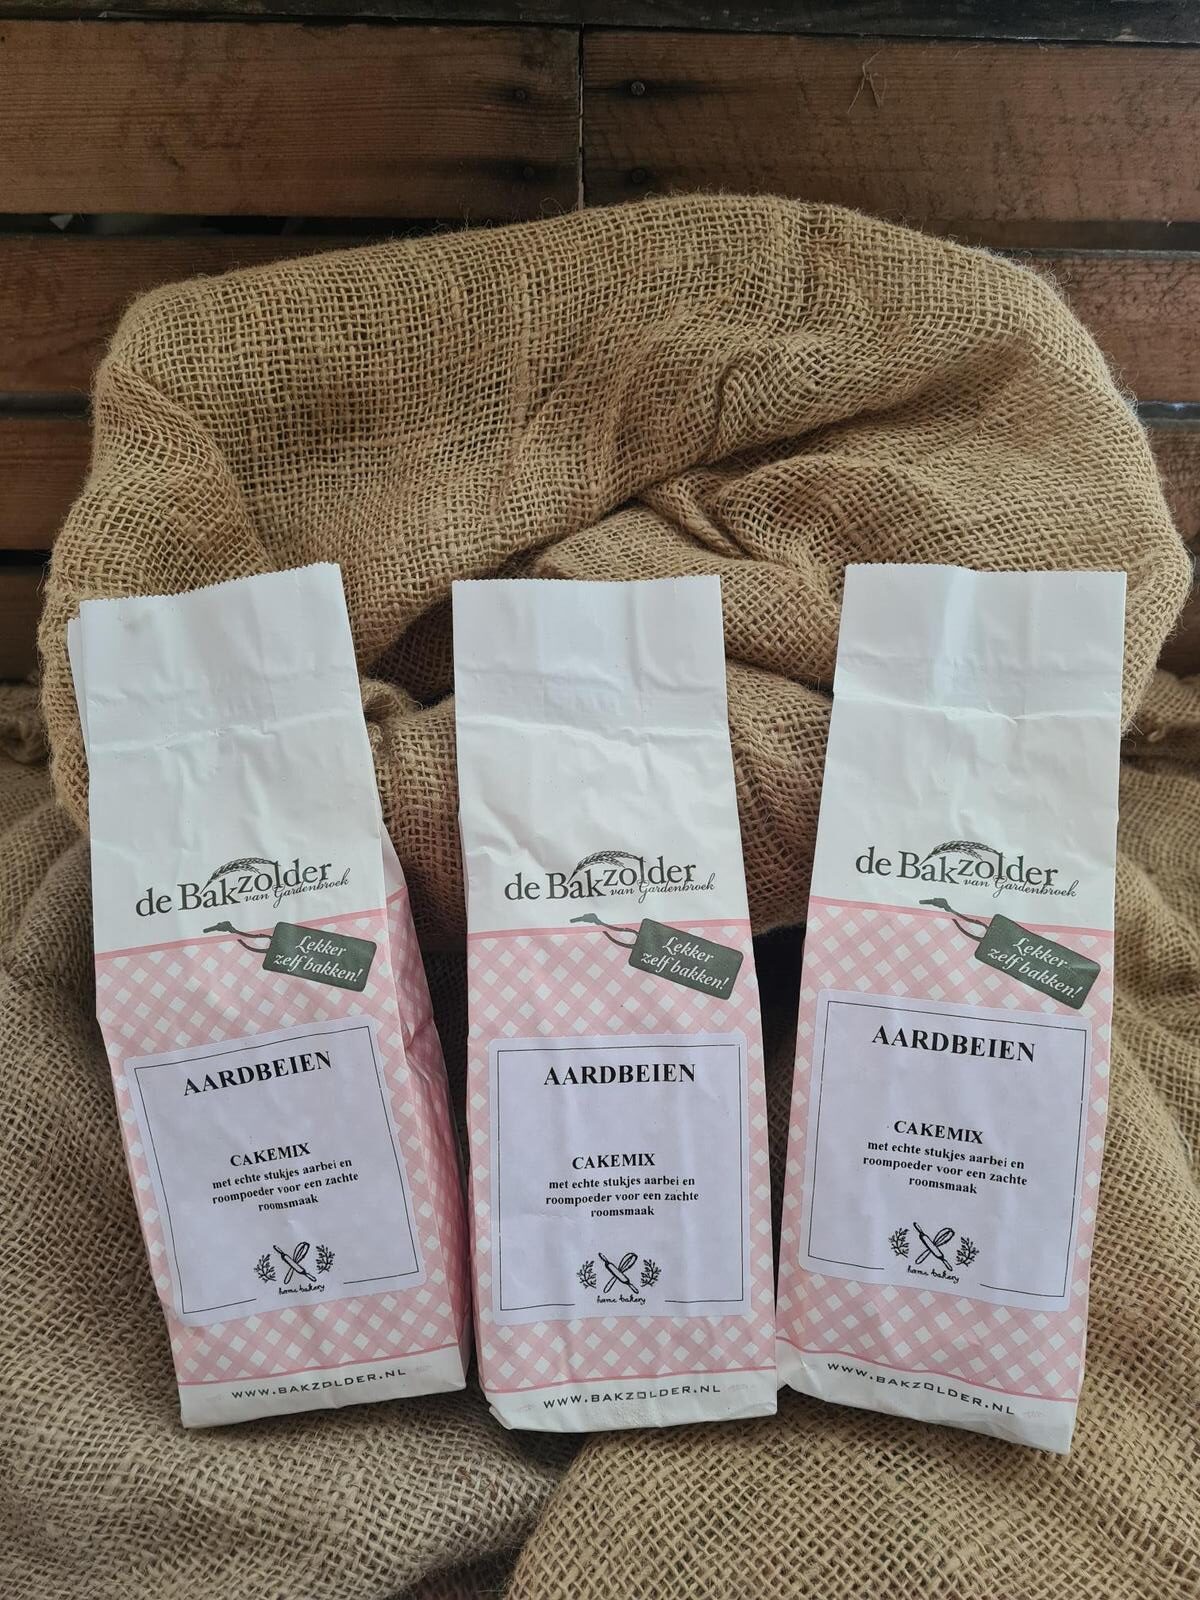 de Bakzolder
van Gardenbroek
Lekker
zelf bakken!
AARDBEIEN
CAKEMIX
met echte stukjes aarbei en
roompoeder voor een zachte
roomsmaak
home bakery
WWW.BAKZOLDER.NL
de Bakzolder
van Gardenbroek
Lekker
zelf bakken!
AARDBEIEN
CAKEMIX
met echte stukjes aarbei en
roompoeder voor een zachte
roomsmaak
home bakery
WWW.BAKZOLDER.NL
de Bakzolder
van Gardenbroek
Lekker
zelf bakken!
AARDBEIEN
CAKEMIX
met echte stukjes aarbei en
roompoeder voor een zachte
roomsmaak
home bakery
WWW.BAKZOLDER.NL